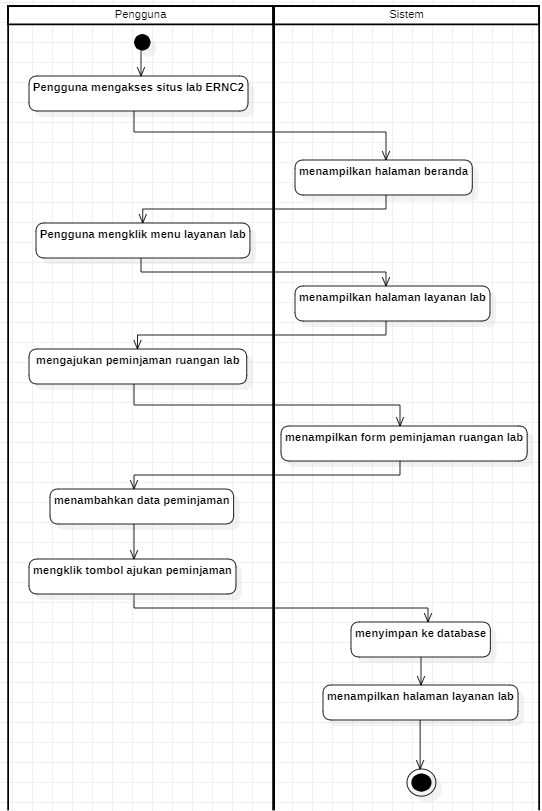 Pengguna
Sistem
Pengguna mengakses situs lab ERNC2
menampilkan halaman beranda
Pengguna mengklik menu layanan lab
menampilkan halaman layanan lab
mengajukan peminjaman ruangan lab
menampilkan form peminjaman ruangan lab
menambahkan data peminjaman
mengklik tombol ajukan peminjaman
menyimpan ke database
menampilkan halaman layanan lab